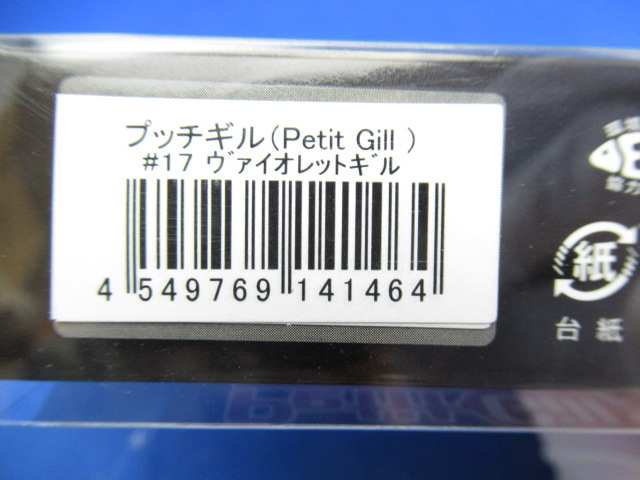 プッチギル(Petit Gill )
#17 ヴァイオレットギル
4 549769 141464
紙
台紙